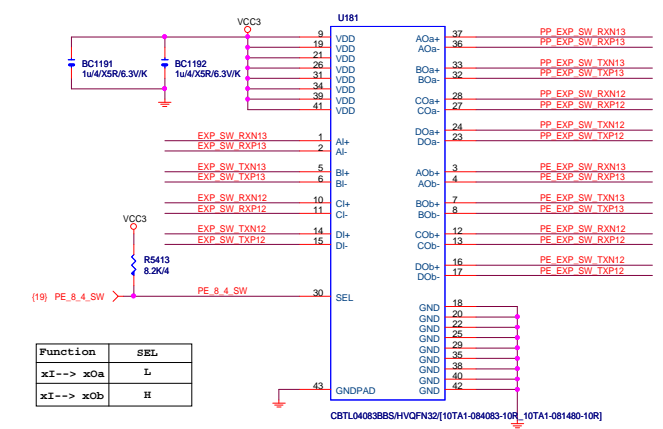 U181
VCC3
BC1191
1u/4/X5R/6.3V/K
BC1192
1u/4/X5R/6.3V/K
9 VDD
19 VDD
21 VDD
26 VDD
31 VDD
34 VDD
39 VDD
41 VDD
AOa+ 37 PP_EXP_SW_RXN13
AOa- 36 PP_EXP_SW_RXP13
BOa+ 33 PP_EXP_SW_TXN13
BOa- 32 PP_EXP_SW_TXP13
COa+ 28 PP_EXP_SW_RXN12
COa- 27 PP_EXP_SW_RXP12
DOa+ 24 PP_EXP_SW_TXN12
DOa- 23 PP_EXP_SW_TXP12
EXP_SW_RXN13 1 AI+
EXP_SW_RXP13 2 AI-
EXP_SW_TXN13 5 BI+
EXP_SW_TXP13 6 BI-
EXP_SW_RXN12 10 CI+
EXP_SW_RXP12 11 CI-
EXP_SW_TXN12 14 DI+
EXP_SW_TXP12 15 DI-
AOb+ 3 PE_EXP_SW_RXN13
AOb- 4 PE_EXP_SW_RXP13
BOb+ 7 PE_EXP_SW_TXN13
BOb- 8 PE_EXP_SW_TXP13
COb+ 12 PE_EXP_SW_RXN12
COb- 13 PE_EXP_SW_RXP12
DOb+ 16 PE_EXP_SW_TXN12
DOb- 17 PE_EXP_SW_TXP12
VCC3
R5413
8.2K/4
{19} PE_8_4_SW PE_8_4_SW 30 SEL
GND 18
GND 20
GND 22
GND 25
GND 29
GND 35
GND 38
GND 40
GND 42
Function SEL
xI--> xOa L
xI--> xOb H
43 GNDPAD
CBTL04083BBS/HVQFN32/[10TA1-084083-10R_10TA1-081480-10R]